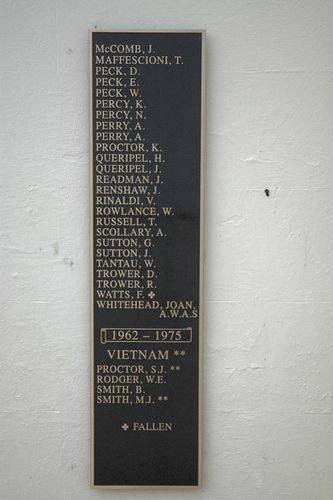 McCOMB, J.
MAFFESCIONI, T.
PECK, D.
PECK, E.
PECK, W.
PERCY, K.
PERCY, N.
PERRY, A.
PERRY, A.
PROCTOR, K.
QUERIPEL, H.
QUERIPEL, J.
READMAN, J.
RENSHAW, J.
RINALDI, V.
ROWLANCE, W.
RUSSELL, T.
SCOLLARY, A.
SUTTON, G.
SUTTON, J.
TANTAU, W.
TROWER, D.
TROWER, R.
WATTS, F. ✤
WHITEHEAD, JOAN.
A.W.A.S
1962 – 1975
VIETNAM **
PROCTOR, S.J. **
RODGER, W.E.
SMITH, B.
SMITH, M.J. **
✤ FALLEN